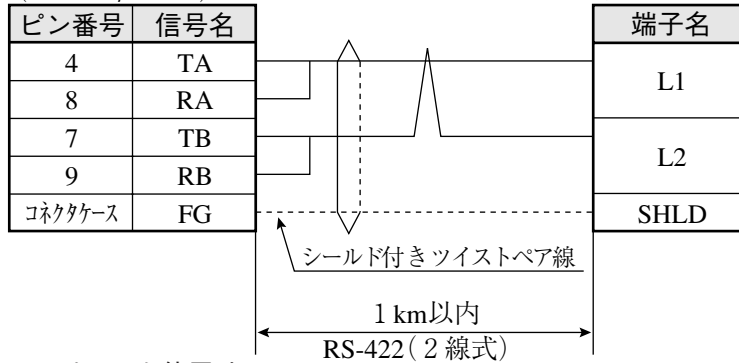 ピン番号 信号名 端子名
4 TA L1
8 RA
7 TB L2
9 RB
コネクタケース FG SHLD
シールド付きツイストペア線
1km以内
RS-422(2線式)